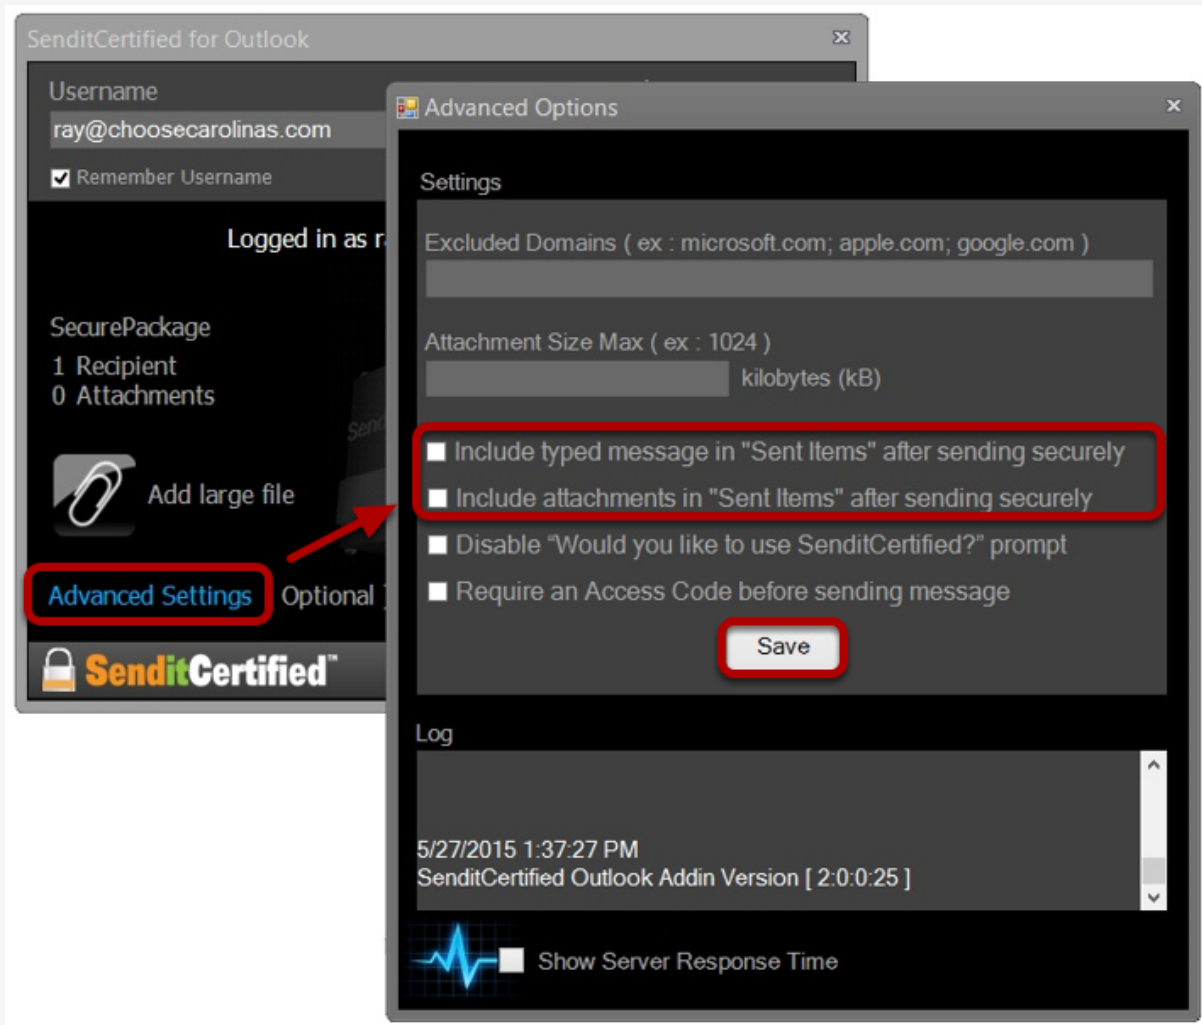 SenditCertified for Outlook
Username
ray@choosecarolinas.com
Remember Username
Logged in as
SecurePackage
1 Recipient
0 Attachments
Add large file
Advanced Settings
Optional
SenditCertified™
Advanced Options
Settings
Excluded Domains ( ex : microsoft.com; apple.com; google.com )
Attachment Size Max ( ex : 1024 )
kilobytes (kB)
Include typed message in "Sent Items" after sending securely
Include attachments in "Sent Items" after sending securely
Disable “Would you like to use SenditCertified?” prompt
Require an Access Code before sending message
Save
Log
5/27/2015 1:37:27 PM
SenditCertified Outlook Addin Version [ 2:0:0:25 ]
Show Server Response Time